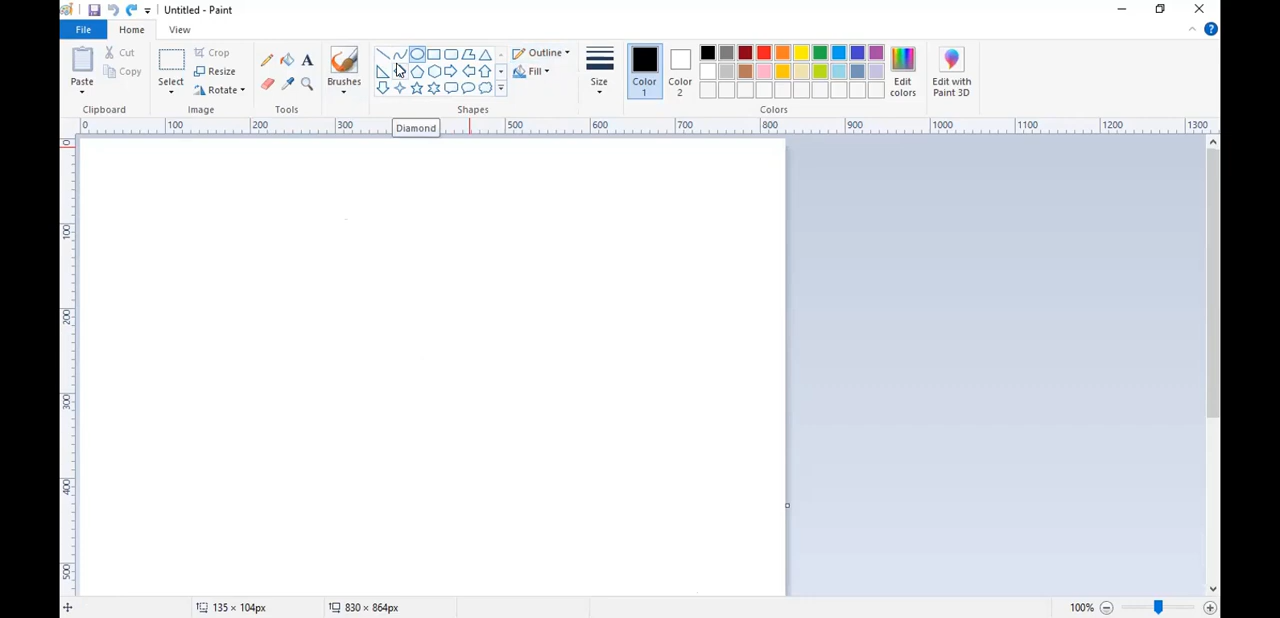 Untitled - Paint
File
Home
View
Paste
Cut
Copy
Clipboard
Select
Crop
Resize
Rotate
Image
A
Tools
Brushes
Shapes
Outline
Fill
Size
Color
1
Color
2
Colors
Edit
colors
Edit with
Paint 3D
?
Diamond
0
100
200
300
500
600
700
800
900
1000
1100
1200
1300
0
100
200
300
400
500
135 × 104px
830 × 864px
100%